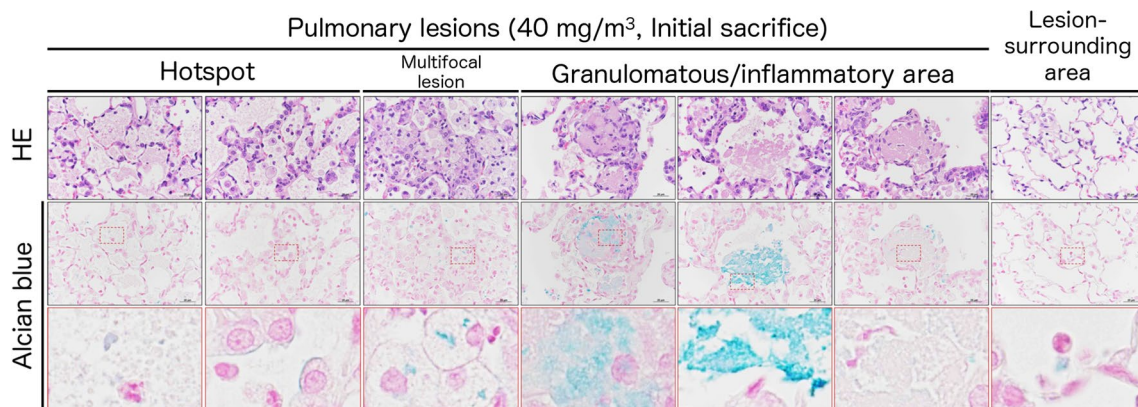 Pulmonary lesions (40 mg/m³, Initial sacrifice)
Lesion-
surrounding
area
Hotspot
Multifocal
lesion
Granulomatous/inflammatory area
HE
Alcian blue